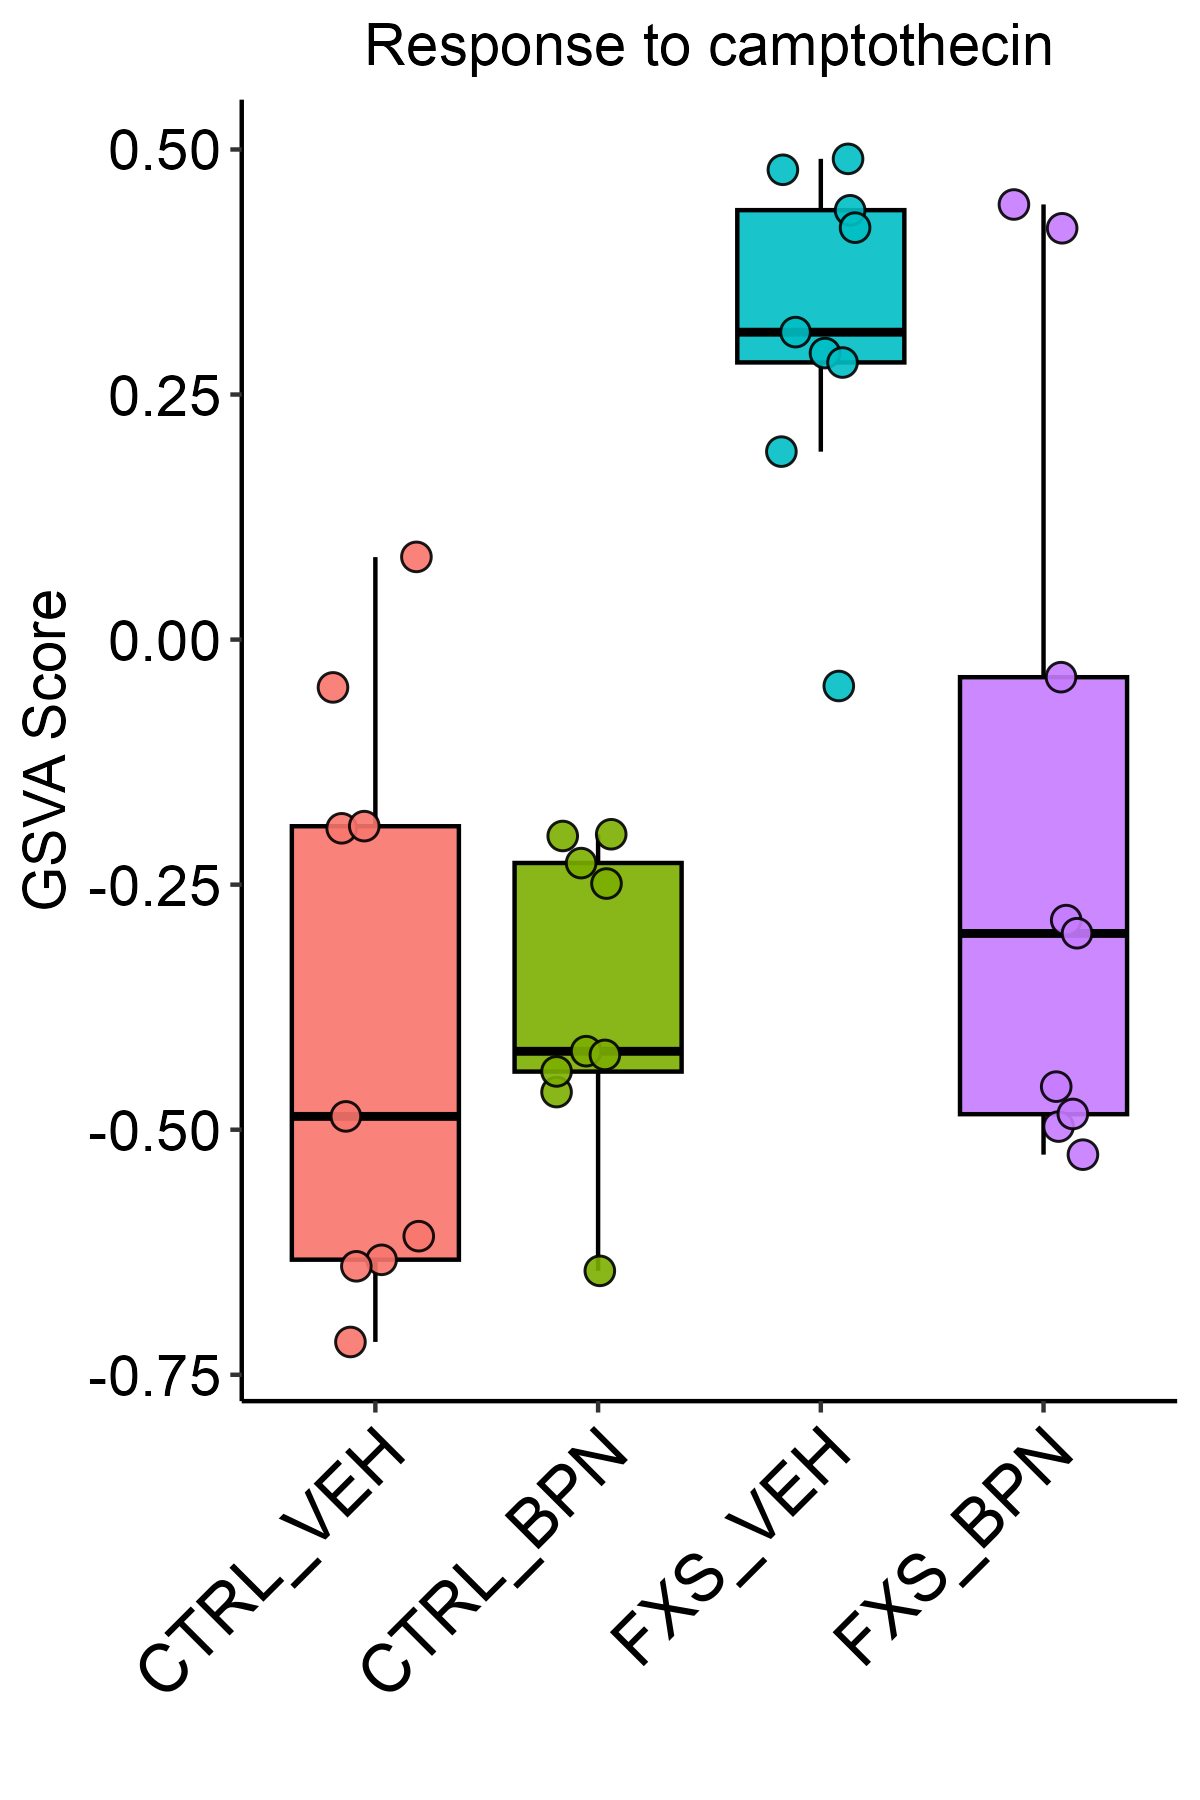 Response to camptothecin
GSVA Score
0.50
0.25
0.00
-0.25
-0.50
-0.75
CTRL_VEH
CTRL_BPN
FXS_VEH
FXS_BPN